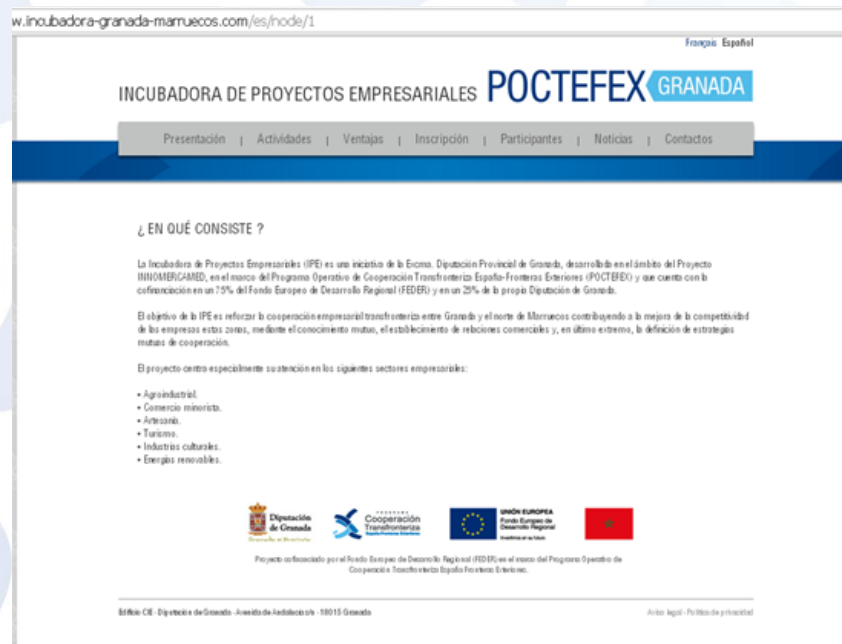 w.incubadora-granada-marruecos.com/es/node/1
Français Español
INCUBADORA DE PROYECTOS EMPRESARIALES POCTEFEX GRANADA
Presentación | Actividades | Ventajas | Inscripción | Participantes | Noticias | Contactos
¿ EN QUÉ CONSISTE ?
La Incubadora de Proyectos Empresariales (IPE) es una iniciativa de la Excma. Diputación Provincial de Granada, desarrollada en el ámbito del Proyecto
INNOMERCAMED, en el marco del Programa Operativo de Cooperación Transfronteriza España-Fronteras Exteriores (POCTEFEX) y que cuenta con la
cofinanciación en un 75% del Fondo Europeo de Desarrollo Regional (FEDER) y en un 25% de la propia Diputación de Granada.
El objetivo de la IPE es reforzar la cooperación empresarial transfronteriza entre Granada y el norte de Marruecos contribuyendo a la mejora de la competitividad
de las empresas estas zonas, mediante el conocimiento mutuo, el establecimiento de relaciones comerciales y, en último extremo, la definición de estrategias
mutuas de cooperación.
El proyecto centra especialmente su atención en los siguientes sectores empresariales:
• Agroindustrial.
• Comercio minorista.
• Artesanía.
• Turismo.
• Industrias culturales.
• Energías renovables.
Diputación
de Granada
PROGRAMA
Cooperación
Transfronteriza
España Fronteras Exteriores
UNIÓN EUROPEA
Fondo Europeo de
Desarrollo Regional
Invertimos en su futuro
Proyecto cofinanciado por el Fondo Europeo de Desarrollo Regional (FEDER) en el marco del Programa Operativo de
Cooperación Transfronteriza España Fronteras Exteriores.
Edificio CIE - Diputación de Granada - Avenida de Andalucía s/n - 18015 Granada
Aviso legal - Política de privacidad